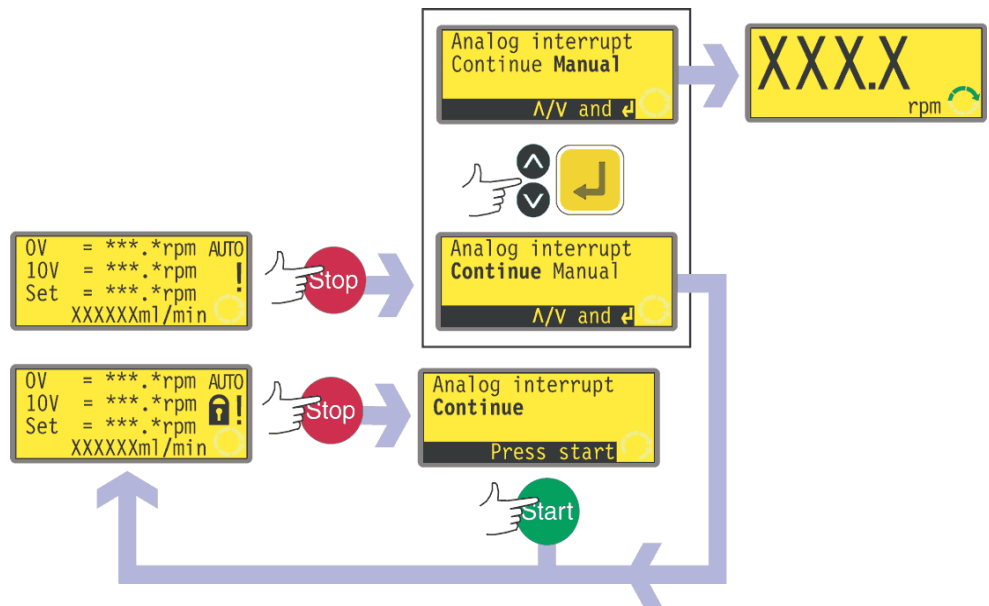 Analog interrupt
Continue Manual
Λ/V and ↲
XXX.X
rpm
0V = ***.*rpm AUTO
10V = ***.*rpm !
Set = ***.*rpm
XXXXXXml/min
Stop
Analog interrupt
Continue Manual
Λ/V and ↲
0V = ***.*rpm AUTO
10V = ***.*rpm !
Set = ***.*rpm
XXXXXXml/min
Stop
Analog interrupt
Continue
Press start
Start